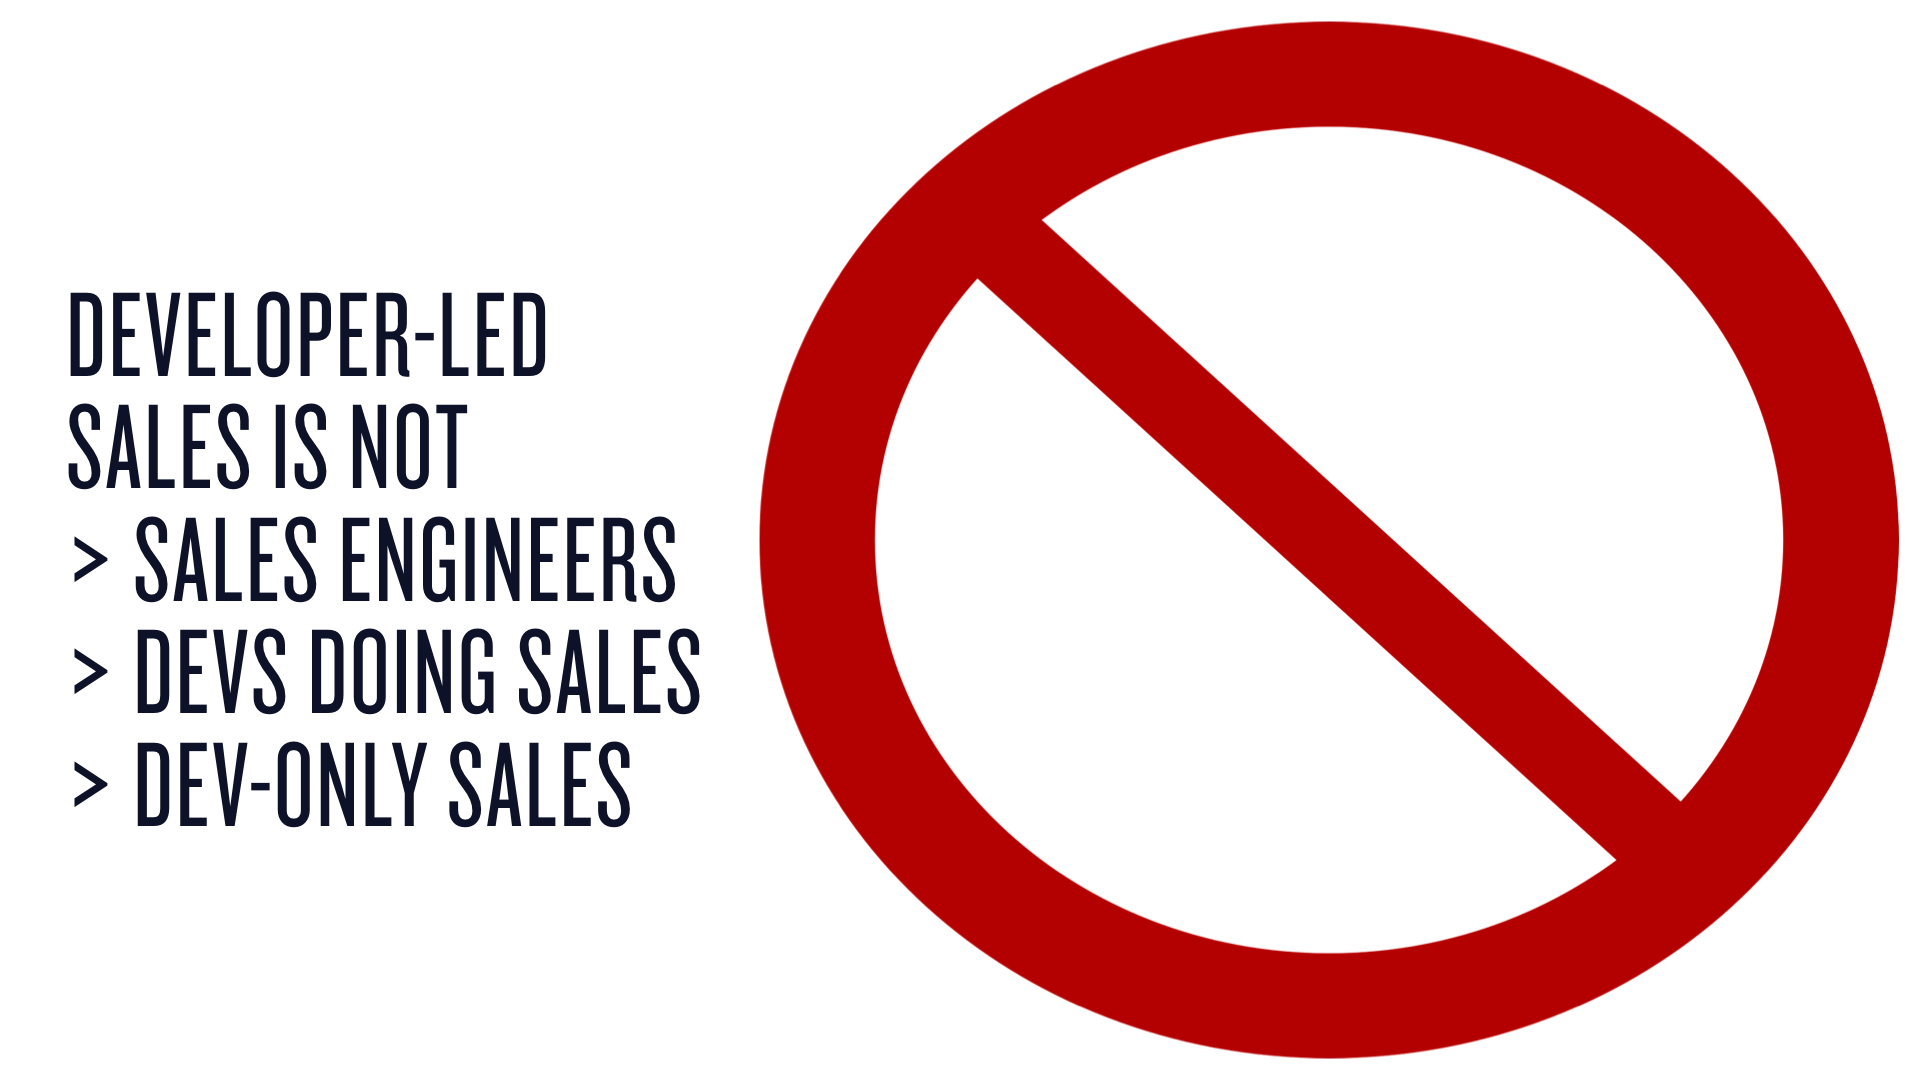 DEVELOPER-LED
SALES IS NOT
> SALES ENGINEERS
> DEVS DOING SALES
> DEV-ONLY SALES